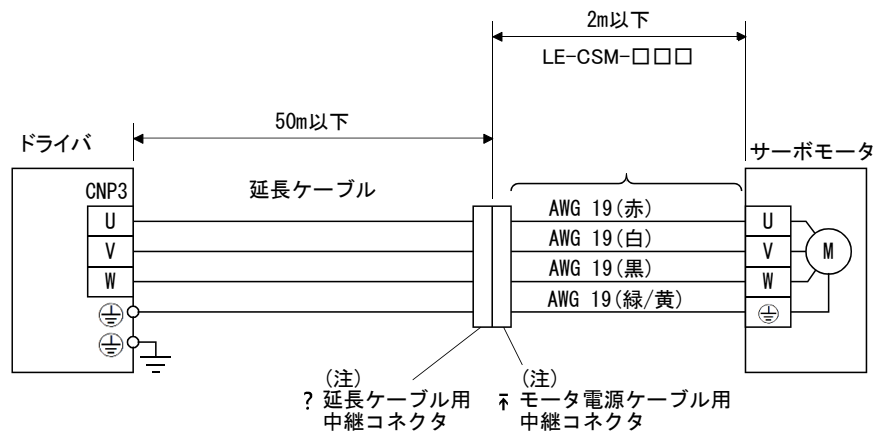 2m以下
LE-CSM-□□□
50m以下
ドライバ
サーボモータ
CNP3
延長ケーブル
U
V
W
AWG 19(赤)
AWG 19(白)
AWG 19(黒)
AWG 19(緑/黄)
U
V
W
M
(注)
? 延長ケーブル用
中継コネクタ
(注)
モータ電源ケーブル用
中継コネクタ